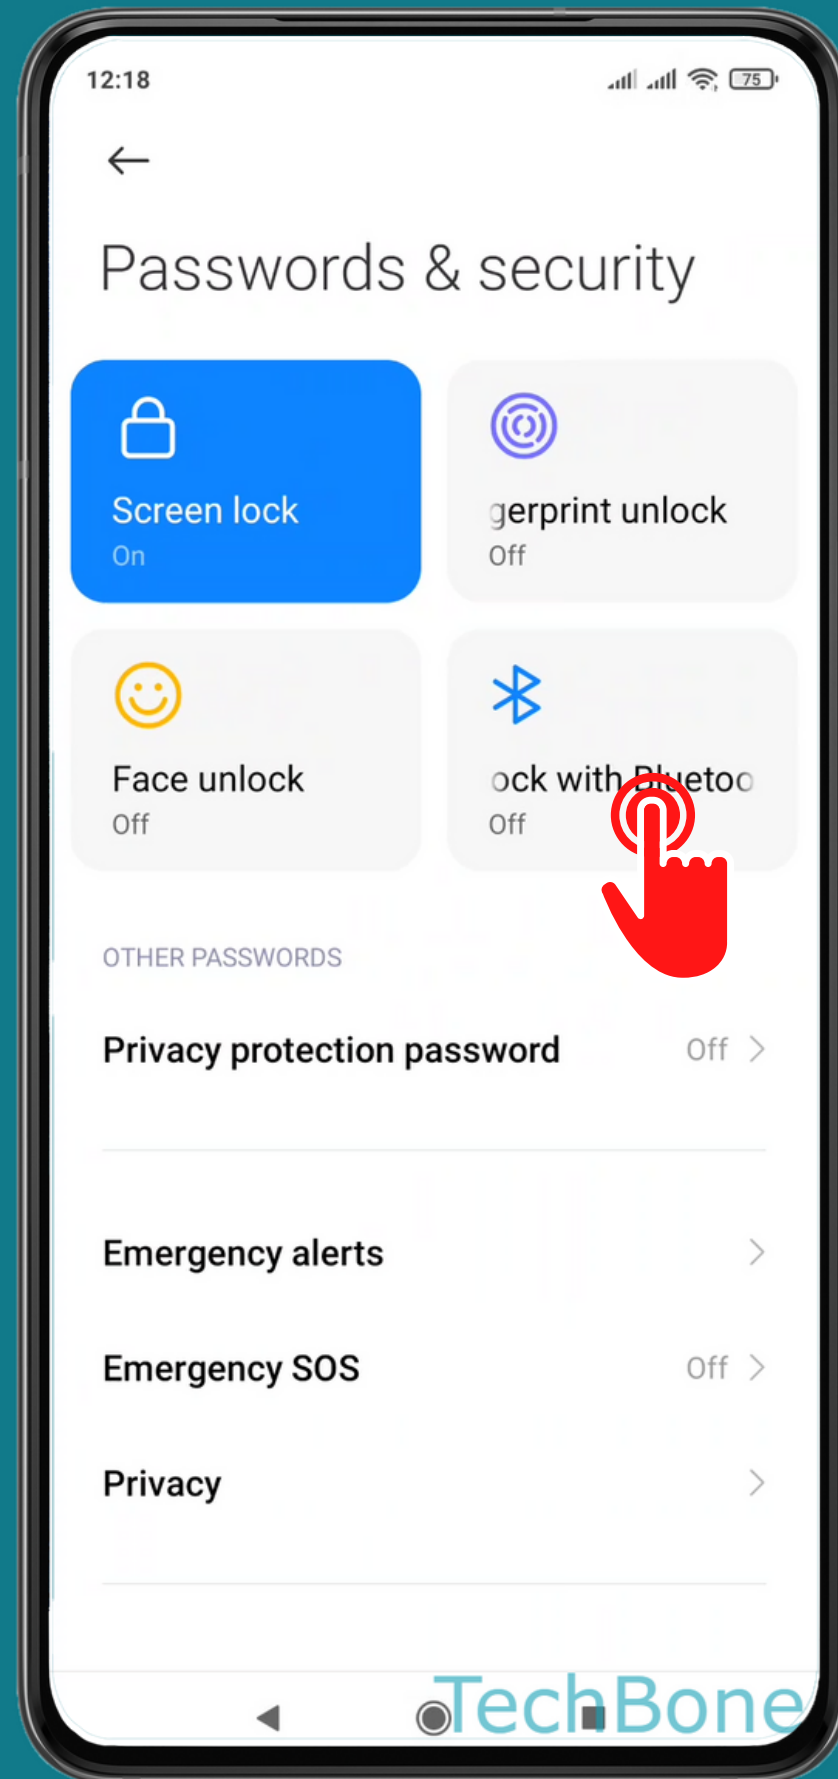 12:18
75
Passwords & security
Screen lock
On
gerprint unlock
Off
Face unlock
Off
ock with Bluetoo
Off
OTHER PASSWORDS
Privacy protection password Off
Emergency alerts
Emergency SOS Off
Privacy
TechBone